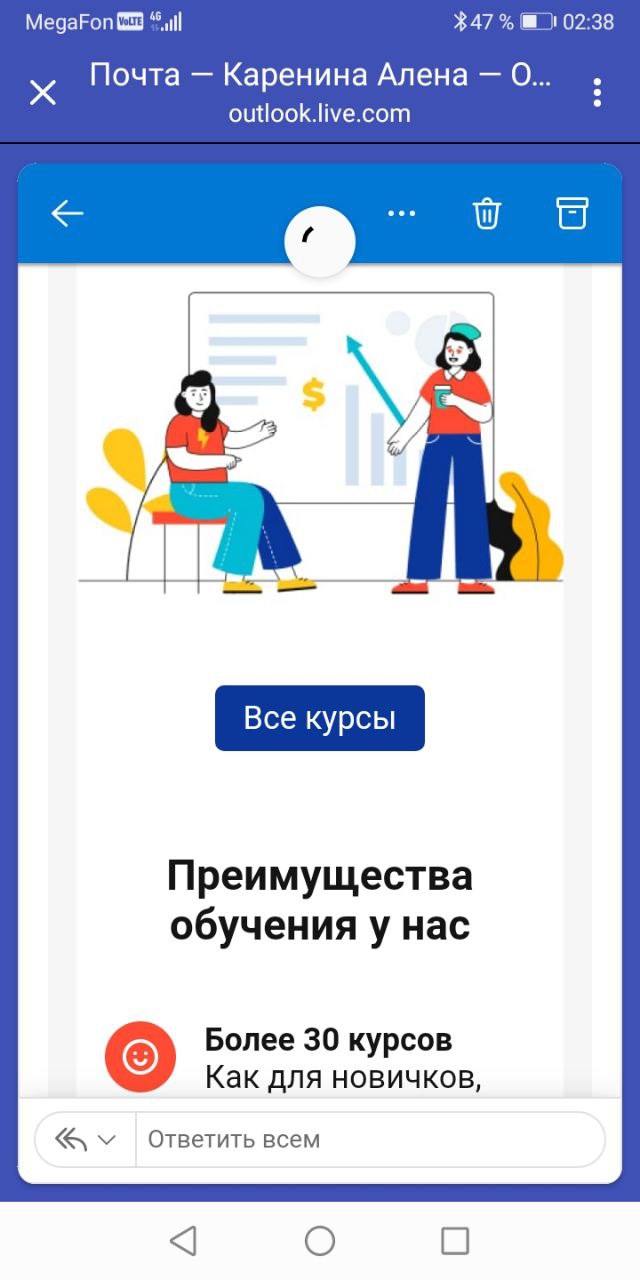 MegaFon VoLTE 4G 47 % 02:38
Почта — Каренина Алена — O...
outlook.live.com
$
Все курсы
Преимущества
обучения у нас
Более 30 курсов
Как для новичков,
Ответить всем